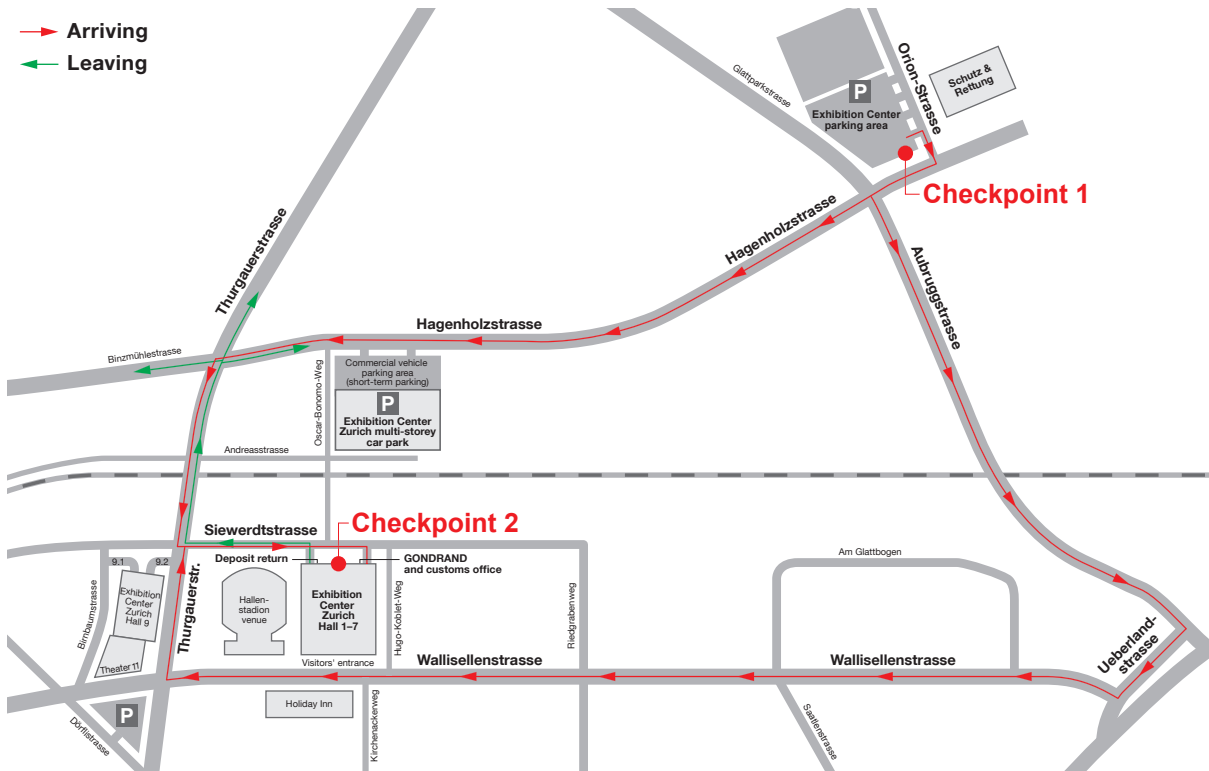 Arriving
Leaving
Orion-Strasse
Schutz &
Rettung
Glattparkstrasse
P
Exhibition Center
parking area
Checkpoint 1
Hagenholzstrasse
Thurgauerstrasse
Aubruggstrasse
Hagenholzstrasse
Binzmühlestrasse
Oscar-Bonomo-Weg
Commercial vehicle
parking area
(short-term parking)
P
Exhibition Center
Zurich multi-storey
car park
Andreasstrasse
Checkpoint 2
Siewerdtstrasse
9.1
9.2
Deposit return
GONDRAND
and customs office
Am Glattbogen
Birnbaumstrasse
Exhibition
Center
Zurich
Hall 9
Theater 11
Thurgauerstr.
Hallen-
stadion
venue
Exhibition
Center
Zurich
Hall 1–7
Hugo-Koblet-Weg
Riedgrabenweg
Visitors' entrance
Wallisellenstrasse
Wallisellenstrasse
Ueberland-
strasse
Holiday Inn
Kirchenackerweg
Saatlenstrasse
P
Dörflistrasse